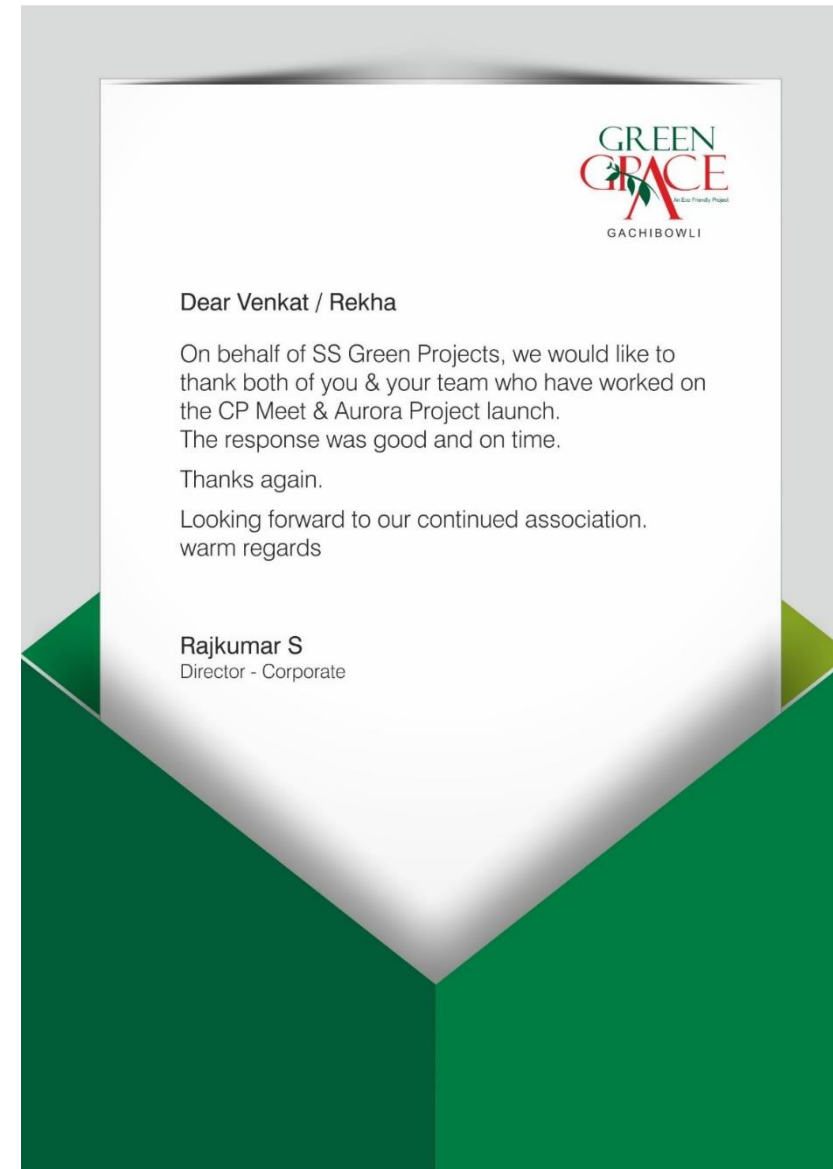 GREEN
GRACE
An Eco Friendly Project
GACHIBOWLI
Dear Venkat / Rekha
On behalf of SS Green Projects, we would like to
thank both of you & your team who have worked on
the CP Meet & Aurora Project launch.
The response was good and on time.
Thanks again.
Looking forward to our continued association.
warm regards
Rajkumar S
Director - Corporate